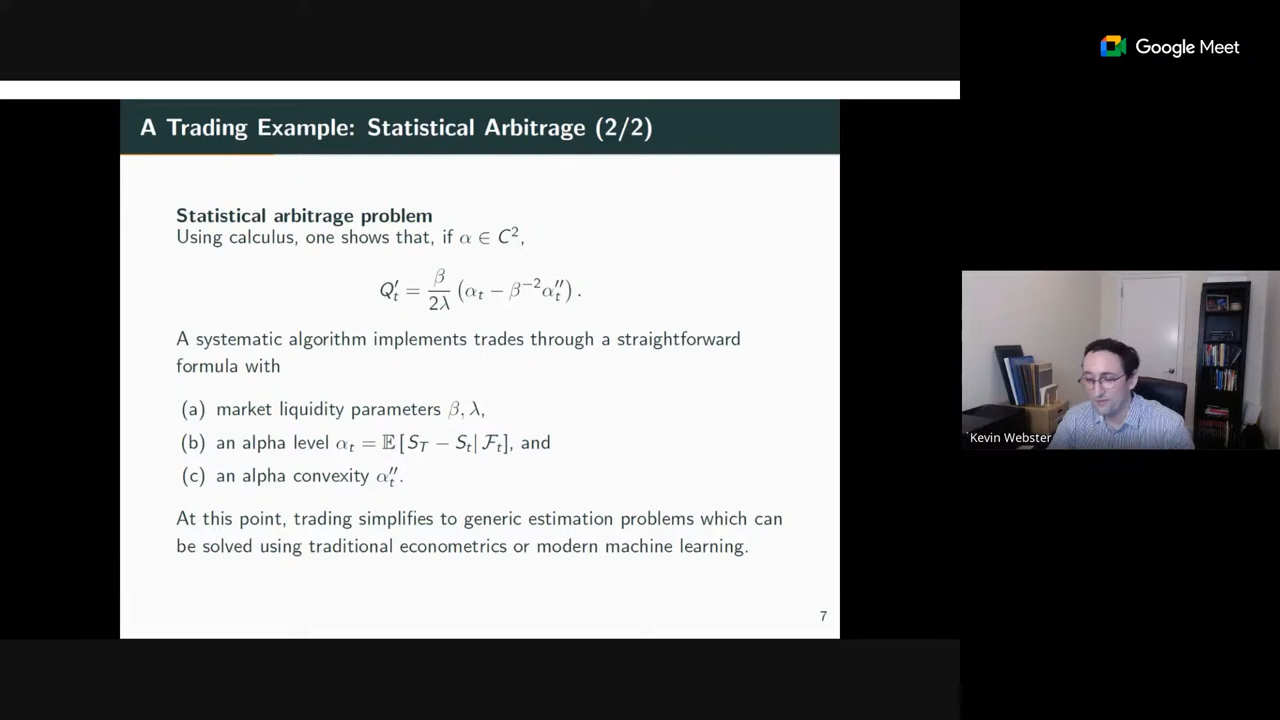 Google Meet
A Trading Example: Statistical Arbitrage (2/2)
Statistical arbitrage problem
Using calculus, one shows that, if α ∈ C²,
Q′ₜ = β/2λ (αₜ − β⁻²α″ₜ).
A systematic algorithm implements trades through a straightforward
formula with
(a) market liquidity parameters β, λ,
(b) an alpha level αₜ = 𝔼 [S_T − Sₜ| ℱₜ], and
(c) an alpha convexity α″ₜ.
At this point, trading simplifies to generic estimation problems which can
be solved using traditional econometrics or modern machine learning.
7
Kevin Webster